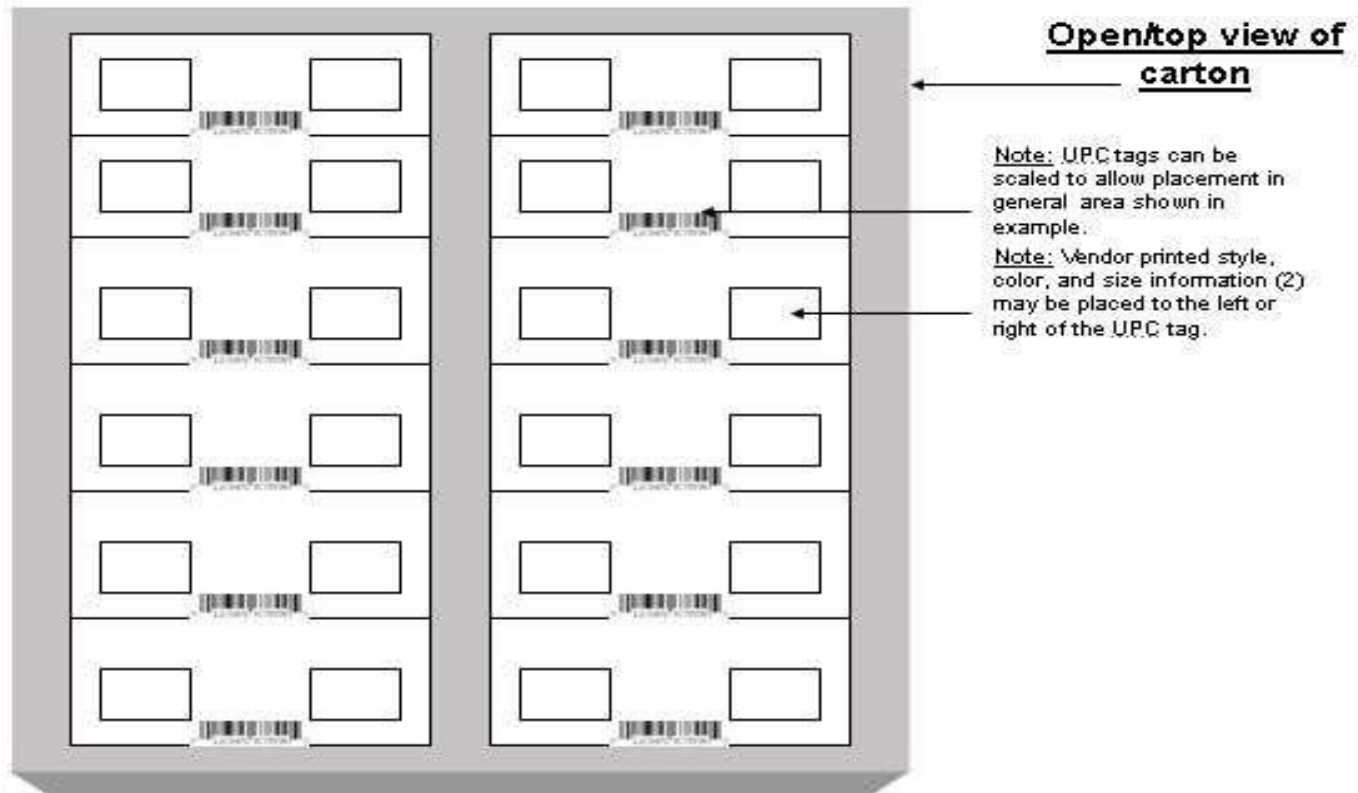 Open/top view of
carton
Note: UPC tags can be
scaled to allow placement in
general area shown in
example.
Note: Vendor printed style,
color, and size information (2)
may be placed to the left or
right of the UPC tag.